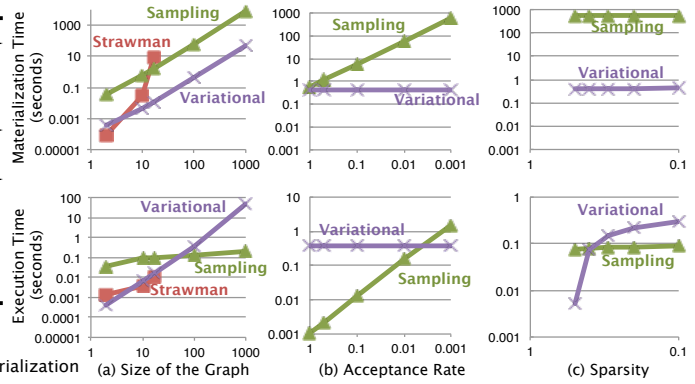 Materialization Time
(seconds)
1000
10
0.1
0.001
0.00001
1
10
100
1000
Sampling
Strawman
Variational
1000
100
10
1
0.1
0.01
0.001
1
0.1
0.01
0.001
Sampling
Variational
1000
100
10
1
0.1
0.01
0.001
1
0.1
Sampling
Variational
Execution Time
(seconds)
100
10
1
0.1
0.01
0.001
0.0001
0.00001
1
10
100
1000
Variational
Sampling
Strawman
10
1
0.1
0.01
0.001
1
0.1
0.01
0.001
Variational
Sampling
1
0.1
0.01
0.001
1
0.1
Variational
Sampling
rialization
(a) Size of the Graph
(b) Acceptance Rate
(c) Sparsity